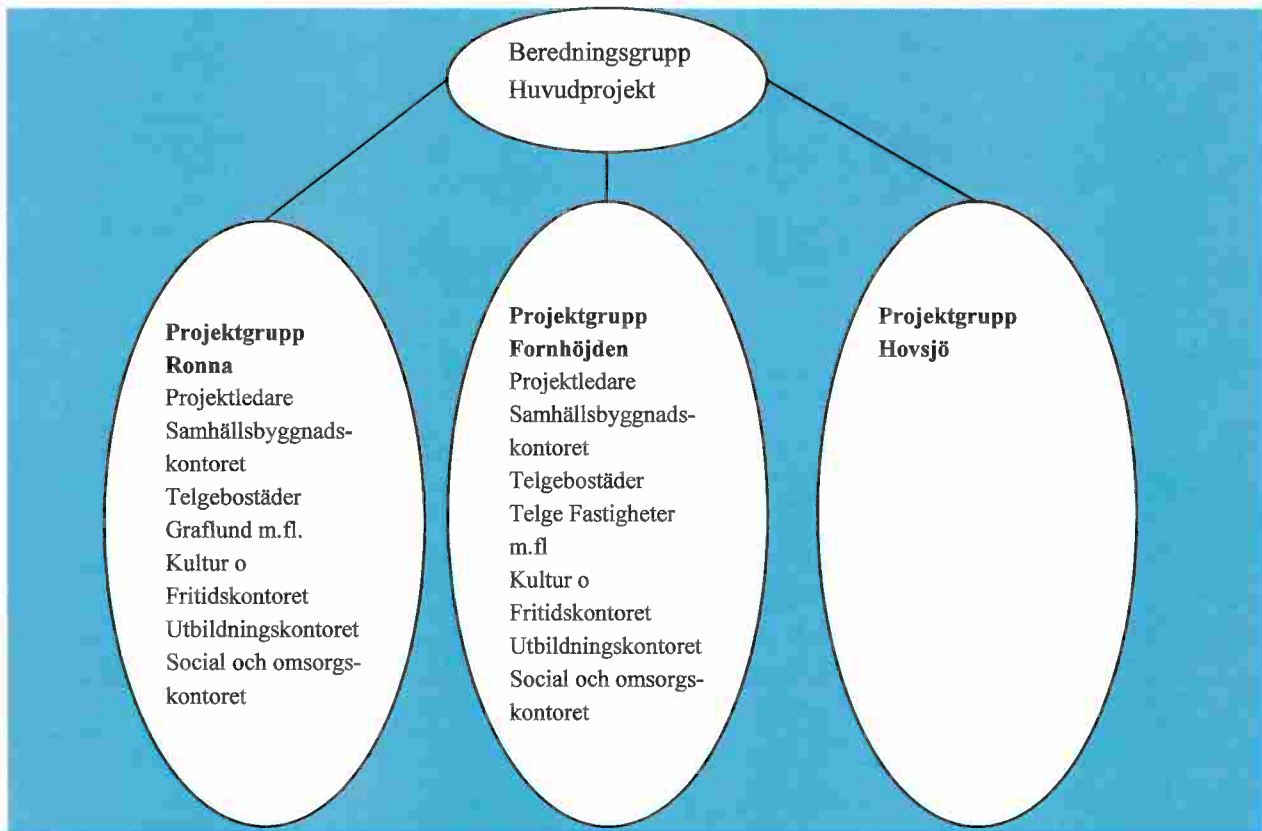 Beredningsgrupp
Huvudprojekt
Projektgrupp
Ronna
Projektledare
Samhällsbyggnads-
kontoret
Telgebostäder
Graflund m.fl.
Kultur o
Fritidskontoret
Utbildningskontoret
Social och omsorgs-
kontoret
Projektgrupp
Fornhöjden
Projektledare
Samhällsbyggnads-
kontoret
Telgebostäder
Telge Fastigheter
m.fl
Kultur o
Fritidskontoret
Utbildningskontoret
Social och omsorgs-
kontoret
Projektgrupp
Hovsjö